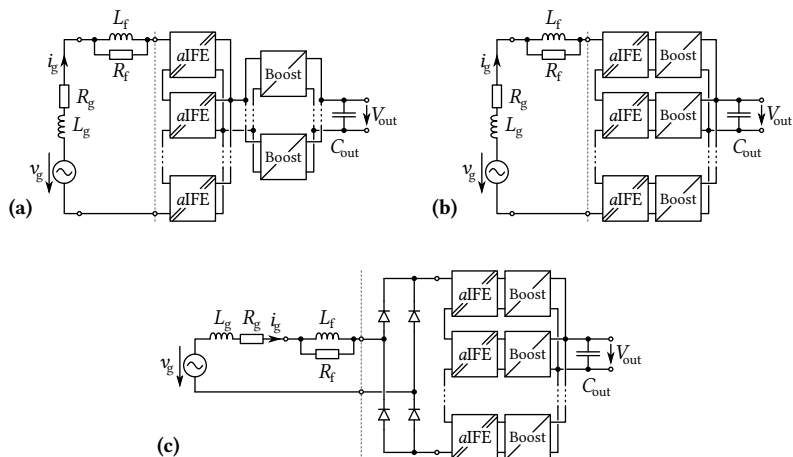 L_f
R_f
i_g
R_g
L_g
v_g
aIFE
aIFE
aIFE
Boost
Boost
V_out
C_out
(a)
L_f
R_f
i_g
R_g
L_g
v_g
aIFE
Boost
aIFE
Boost
aIFE
Boost
V_out
C_out
(b)
L_g
R_g
i_g
L_f
R_f
v_g
aIFE
Boost
aIFE
Boost
aIFE
Boost
V_out
C_out
(c)